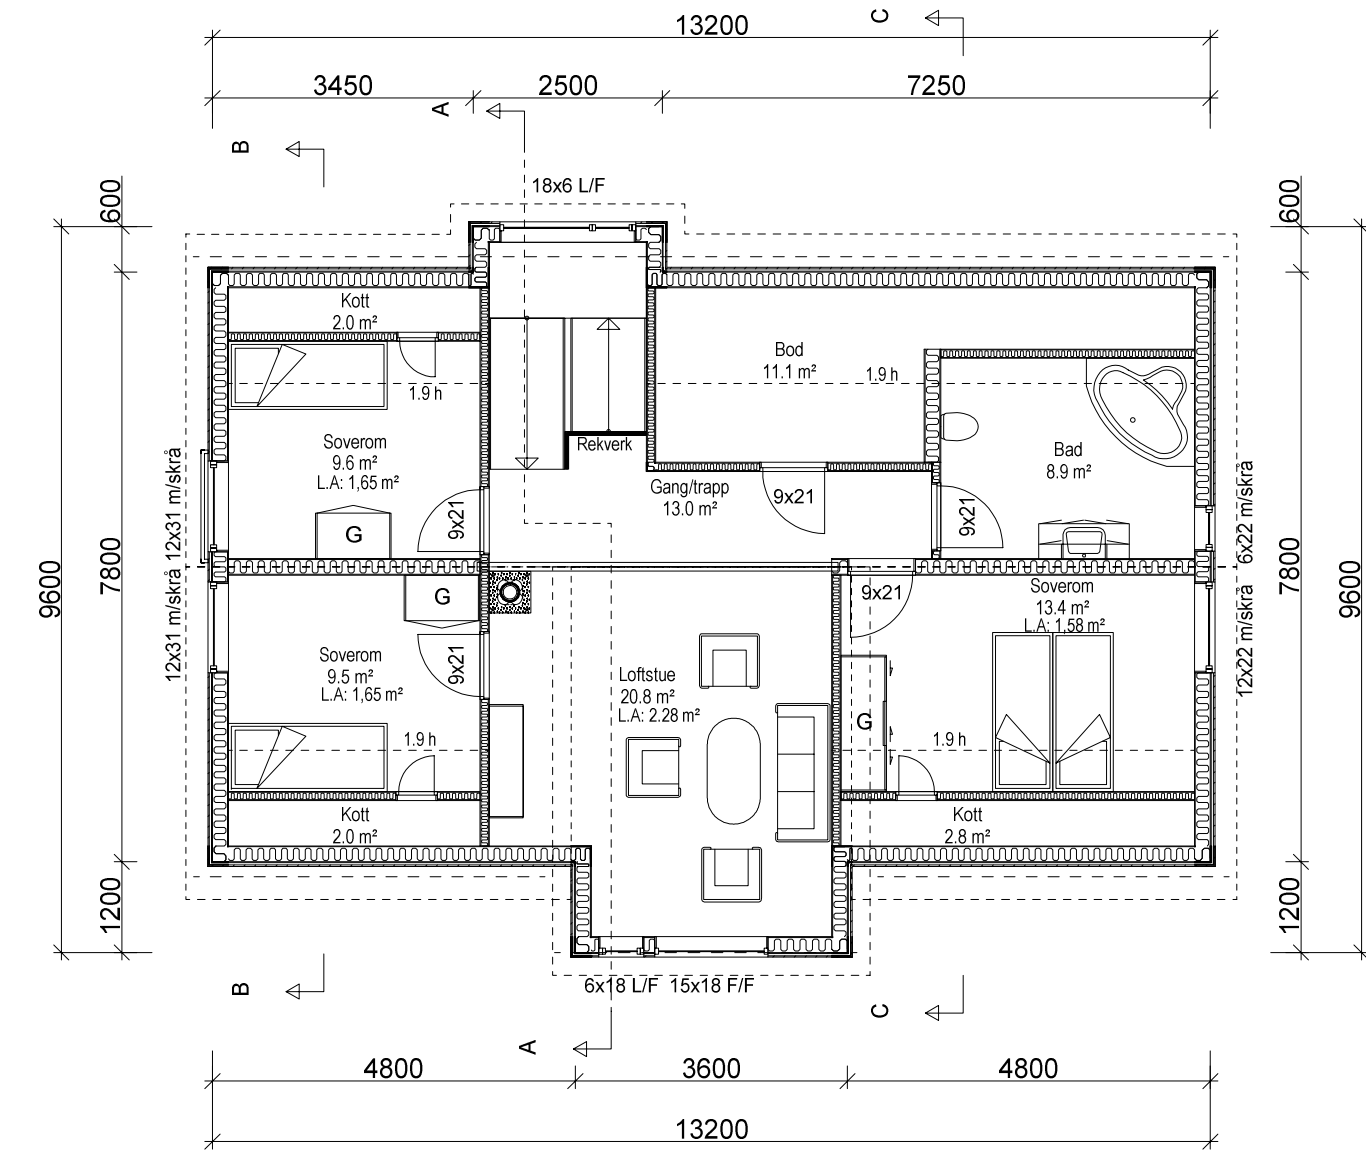 C
13200
3450
2500
7250
A
B
600
18x6 L/F
600
Kott
2.0 m²
Bod
11.1 m²
1.9 h
1.9 h
Rekverk
Soverom
9.6 m²
L.A: 1,65 m²
Bad
8.9 m²
Gang/trapp
13.0 m²
9x21
9x21
9x21
G
12x31 m/skrå
6x22 m/skrå
9600
7800
7800
9600
G
9x21
Soverom
13.4 m²
L.A: 1,58 m²
12x31 m/skrå
12x22 m/skrå
Soverom
9.5 m²
L.A: 1,65 m²
9x21
Loftstue
20.8 m²
L.A: 2.28 m²
G
1.9 h
1.9 h
Kott
2.0 m²
Kott
2.8 m²
1200
1200
B
6x18 L/F 15x18 F/F
C
A
4800
3600
4800
13200